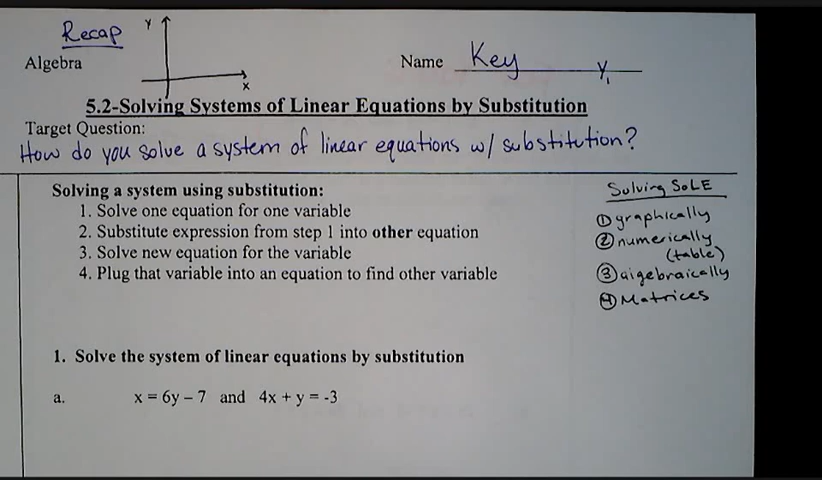 Recap
Y
X
Algebra
Name Key Y₁
5.2-Solving Systems of Linear Equations by Substitution
Target Question:
How do you solve a system of linear equations w/ substitution?
Solving a system using substitution:
1. Solve one equation for one variable
2. Substitute expression from step 1 into other equation
3. Solve new equation for the variable
4. Plug that variable into an equation to find other variable
Solving SoLE
① graphically
② numerically
(table)
③ algebraically
④ Matrices
1. Solve the system of linear equations by substitution
a. x = 6y – 7 and 4x + y = -3